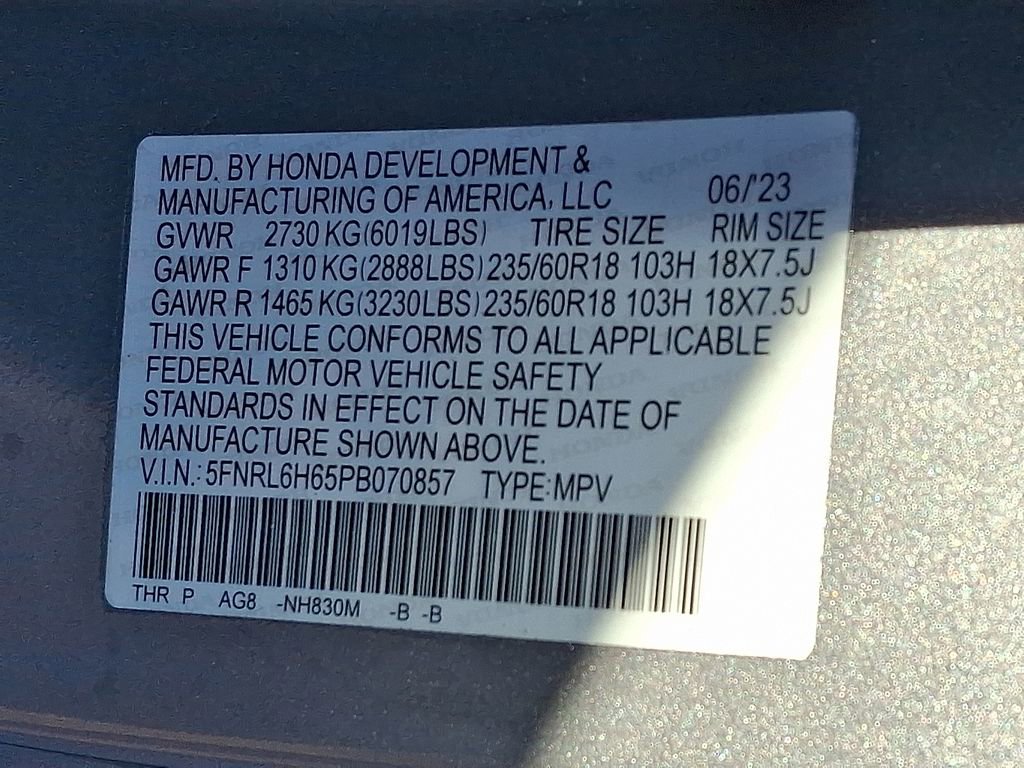 MFD. BY HONDA DEVELOPMENT &
MANUFACTURING OF AMERICA, LLC 06/'23
GVWR 2730 KG(6019LBS) TIRE SIZE RIM SIZE
GAWR F 1310 KG(2888LBS) 235/60R18 103H 18X7.5J
GAWR R 1465 KG(3230LBS) 235/60R18 103H 18X7.5J
THIS VEHICLE CONFORMS TO ALL APPLICABLE
FEDERAL MOTOR VEHICLE SAFETY
STANDARDS IN EFFECT ON THE DATE OF
MANUFACTURE SHOWN ABOVE.
V.I.N.: 5FNRL6H65PB070857 TYPE:MPV
THR P AG8 -NH830M -B -B